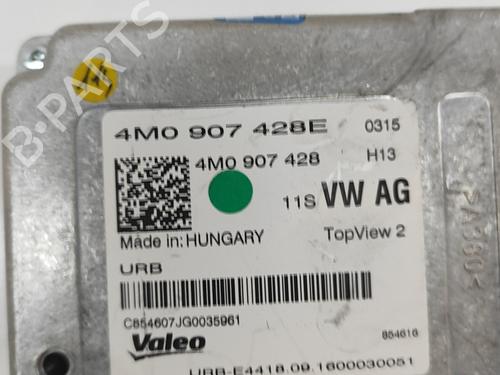 4M0 907 428E 0315
4M0 907 428 H13
11S VW AG
Made in: HUNGARY TopView 2
URB
C854607JG0035961
Valeo 854616
URB-E4418.09.1600030051
>A380<
B-PARTS